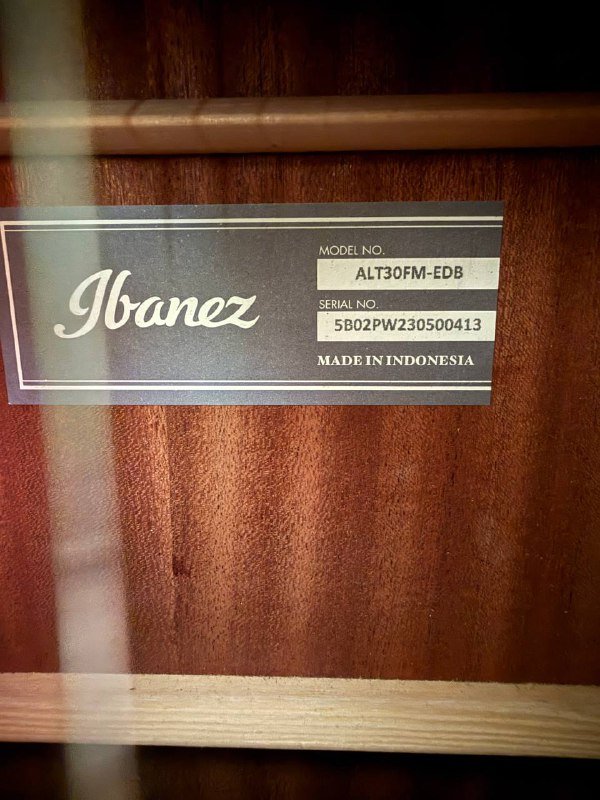 Ibanez
MODEL NO.
ALT30FM-EDB
SERIAL NO.
5B02PW230500413
MADE IN INDONESIA